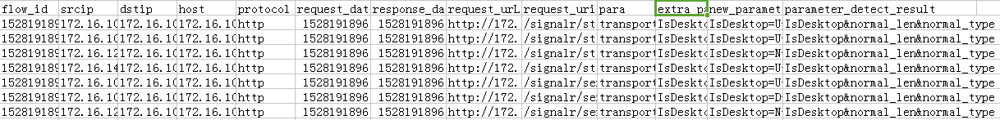 flow_id srcip dstip host protocol request_dat response_da request_urL request_uri para extra_pa new_paramet parameter_detect_result
152819189 172.16.10 172.16.10 172.16.10 http 1528191896 1528191896 http://172. /signalr/st transport IsDeskto IsDesktop=U IsDesktop&normal_len&normal_type
152819189 172.16.10 172.16.10 172.16.10 http 1528191896 1528191896 http://172. /signalr/st transport IsDeskto IsDesktop=U IsDesktop&normal_len&normal_type
152819189 172.16.12 172.16.10 172.16.10 http 1528191896 1528191896 http://172. /signalr/st transport IsDeskto IsDesktop=N IsDesktop&normal_len&normal_type
152819189 172.16.14 172.16.10 172.16.10 http 1528191896 1528191896 http://172. /signalr/st transport IsDeskto IsDesktop=U IsDesktop&normal_len&normal_type
152819189 172.16.10 172.16.10 172.16.10 http 1528191896 1528191896 http://172. /signalr/se transport IsDeskto IsDesktop=U IsDesktop&normal_len&normal_type
152819189 172.16.10 172.16.10 172.16.10 http 1528191896 1528191896 http://172. /signalr/se transport IsDeskto IsDesktop=D IsDesktop&normal_len&normal_type
152819189 172.16.12 172.16.10 172.16.10 http 1528191896 1528191896 http://172. /signalr/se transport IsDeskto IsDesktop=N IsDesktop&normal_len&normal_type